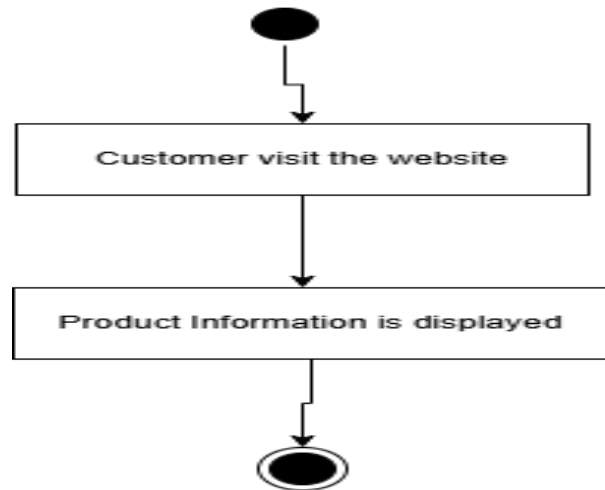 Customer visit the website
Product Information is displayed